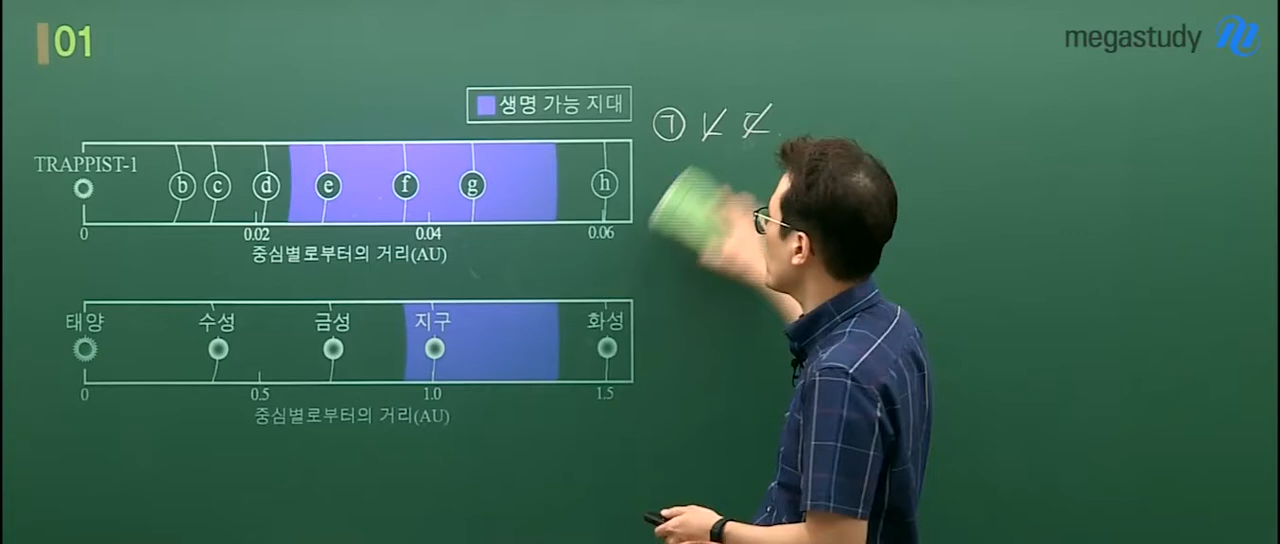 01
megastudy
생명 가능 지대
ㄱ ㄴ ㄷ
TRAPPIST-1
b c d e f g h
0 0.02 0.04 0.06
중심별로부터의 거리(AU)
태양 수성 금성 지구 화성
0 0.5 1.0 1.5
중심별로부터의 거리(AU)